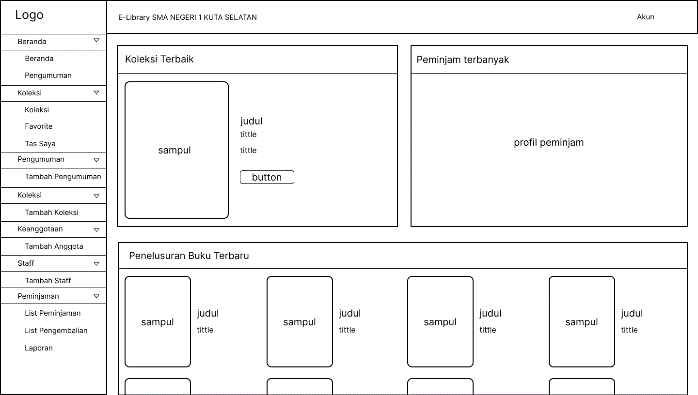 Logo
E-Library SMA NEGERI 1 KUTA SELATAN
Akun
Beranda
Beranda
Pengumuman
Koleksi
Koleksi
Favorite
Tas Saya
Pengumuman
Tambah Pengumuman
Koleksi
Tambah Koleksi
Keanggotaan
Tambah Anggota
Staff
Tambah Staff
Peminjaman
List Peminjaman
List Pengembalian
Laporan
Koleksi Terbaik
sampul
judul
tittle
tittle
button
Peminjam terbanyak
profil peminjam
Penelusuran Buku Terbaru
sampul
judul
tittle
sampul
judul
tittle
sampul
judul
tittle
sampul
judul
tittle